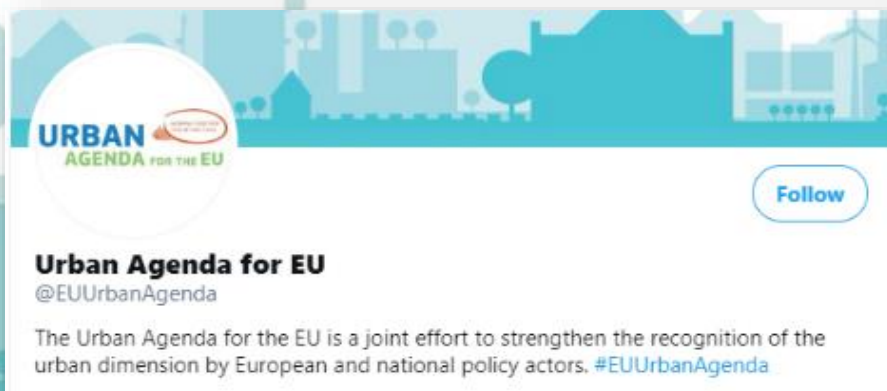 URBAN
AGENDA FOR THE EU
Follow
Urban Agenda for EU
@EUUrbanAgenda
The Urban Agenda for the EU is a joint effort to strengthen the recognition of the
urban dimension by European and national policy actors. #EUUrbanAgenda